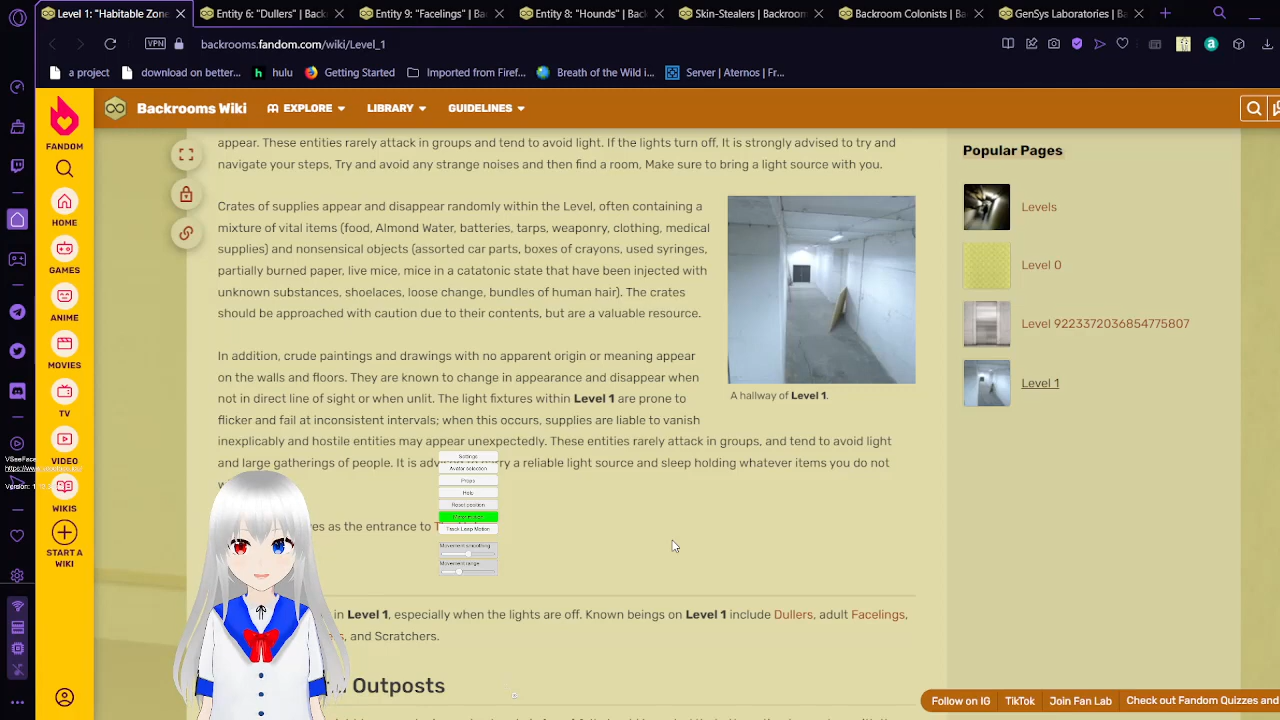 Level 1: "Habitable Zone
Entity 6: "Dullers" | Back
Entity 9: "Facelings" | Ba
Entity 8: "Hounds" | Back
Skin-Stealers | Backroom
Backroom Colonists | Ba
GenSys Laboratories | Ba
VPN
backrooms.fandom.com/wiki/Level_1
a project
download on better...
hulu
Getting Started
Imported from Firef...
Breath of the Wild i...
Server | Aternos | Fr...
Backrooms Wiki
EXPLORE
LIBRARY
GUIDELINES
FANDOM
HOME
GAMES
ANIME
MOVIES
TV
VIDEO
WIKIS
START A
WIKI
appear. These entities rarely attack in groups and tend to avoid light. If the lights turn off, It is strongly advised to try and
navigate your steps, Try and avoid any strange noises and then find a room, Make sure to bring a light source with you.
Crates of supplies appear and disappear randomly within the Level, often containing a
mixture of vital items (food, Almond Water, batteries, tarps, weaponry, clothing, medical
supplies) and nonsensical objects (assorted car parts, boxes of crayons, used syringes,
partially burned paper, live mice, mice in a catatonic state that have been injected with
unknown substances, shoelaces, loose change, bundles of human hair). The crates
should be approached with caution due to their contents, but are a valuable resource.
A hallway of Level 1.
In addition, crude paintings and drawings with no apparent origin or meaning appear
on the walls and floors. They are known to change in appearance and disappear when
not in direct line of sight or when unlit. The light fixtures within Level 1 are prone to
flicker and fail at inconsistent intervals; when this occurs, supplies are liable to vanish
inexplicably and hostile entities may appear unexpectedly. These entities rarely attack in groups, and tend to avoid light
and large gatherings of people. It is adv ry a reliable light source and sleep holding whatever items you do not
es as the entrance to
Settings
Avatar selection
Props
Help
Reset position
Track Leap Motion
Movement smoothing
Movement range
in Level 1, especially when the lights are off. Known beings on Level 1 include Dullers, adult Facelings,
, and Scratchers.
Outposts
Popular Pages
Levels
Level 0
Level 9223372036854775807
Level 1
Follow on IG
TikTok
Join Fan Lab
Check out Fandom Quizzes and